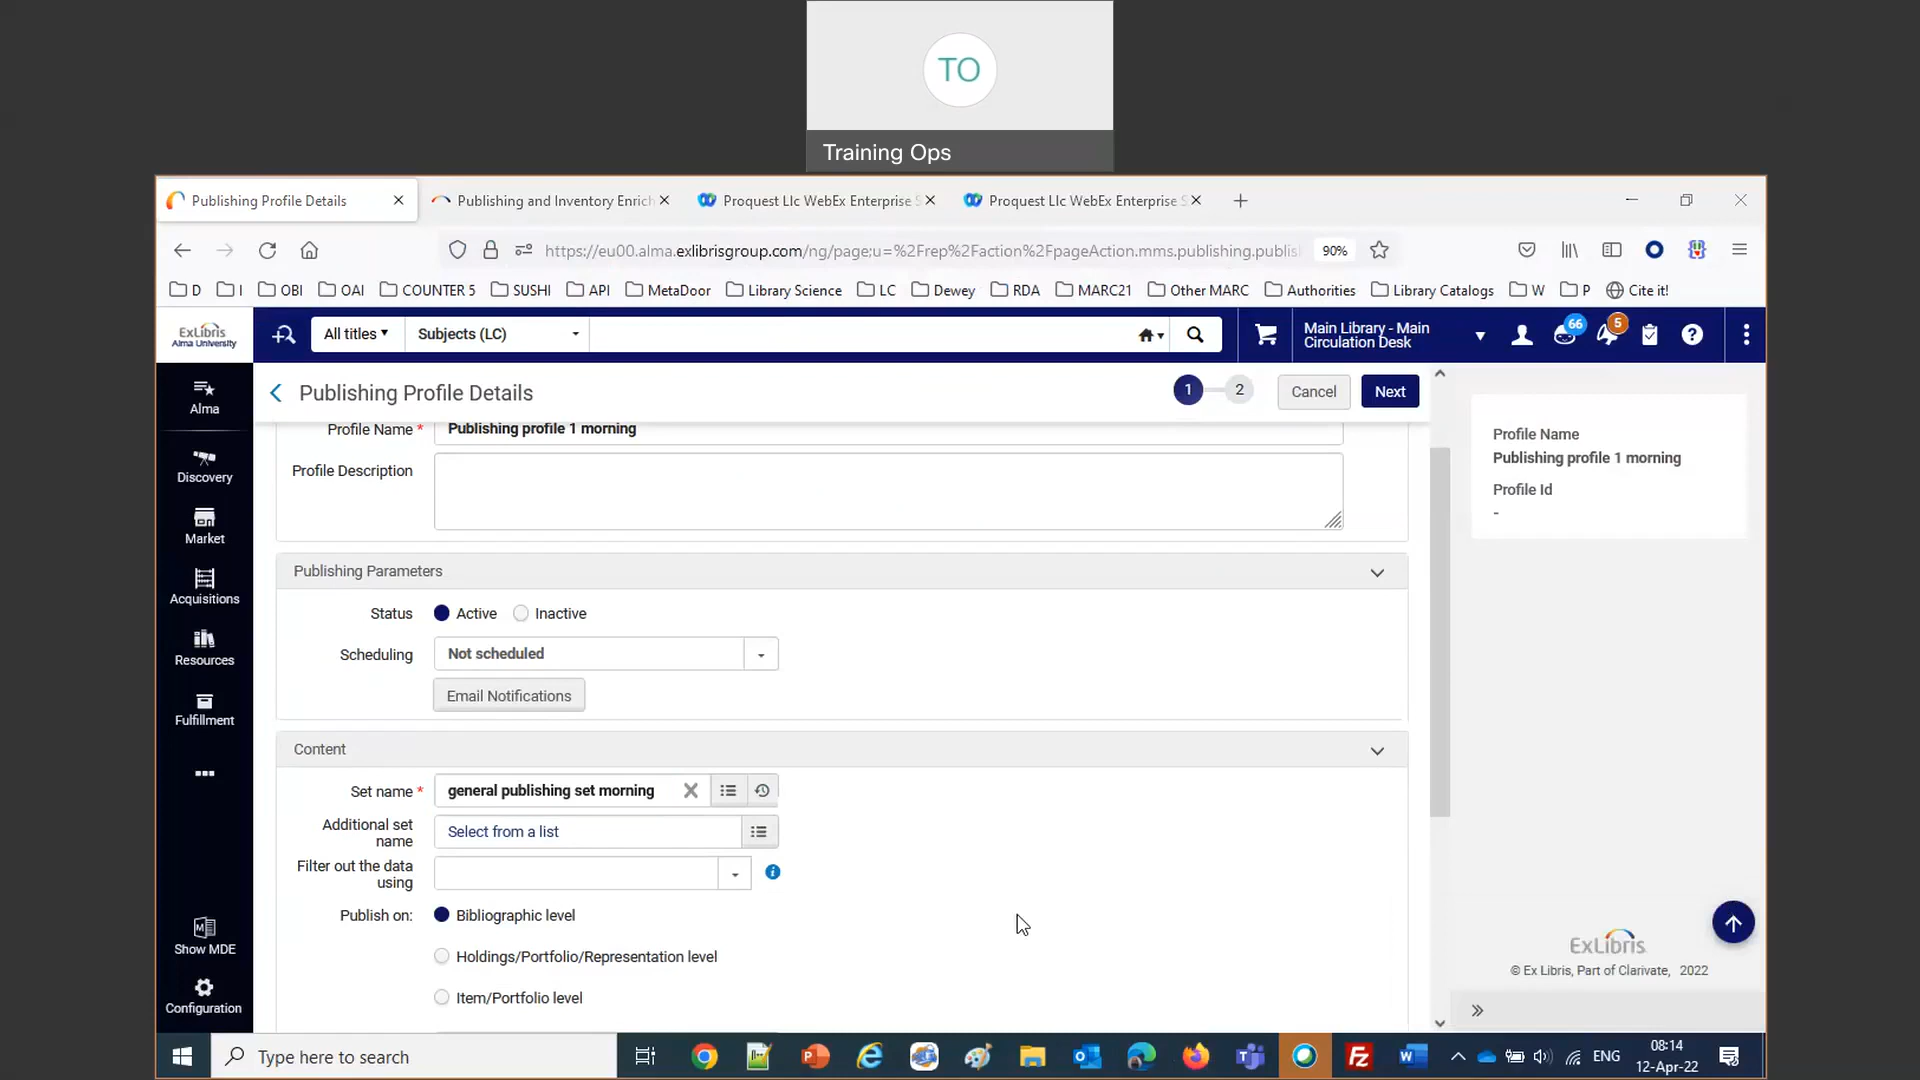 TO
Training Ops
Publishing Profile Details
Publishing and Inventory Enrich
Proquest Llc WebEx Enterprise S
Proquest Llc WebEx Enterprise S
https://eu00.alma.exlibrisgroup.com/ng/page;u=%2Frep%2Faction%2FpageAction.mms.publishing.publis
90%
D
I
OBI
OAI
COUNTER 5
SUSHI
API
MetaDoor
Library Science
LC
Dewey
RDA
MARC21
Other MARC
Authorities
Library Catalogs
W
P
Cite it!
ExLibris
Alma University
All titles
Subjects (LC)
Main Library - Main
Circulation Desk
66
5
Alma
Discovery
Market
Acquisitions
Resources
Fulfillment
Show MDE
Configuration
Publishing Profile Details
1
2
Cancel
Next
Profile Name *
Publishing profile 1 morning
Profile Description
Publishing Parameters
Status
Active
Inactive
Scheduling
Not scheduled
Email Notifications
Content
Set name *
general publishing set morning
Additional set
name
Select from a list
Filter out the data
using
Publish on:
Bibliographic level
Holdings/Portfolio/Representation level
Item/Portfolio level
Profile Name
Publishing profile 1 morning
Profile Id
-
ExLibris
© Ex Libris, Part of Clarivate, 2022
Type here to search
ENG
08:14
12-Apr-22